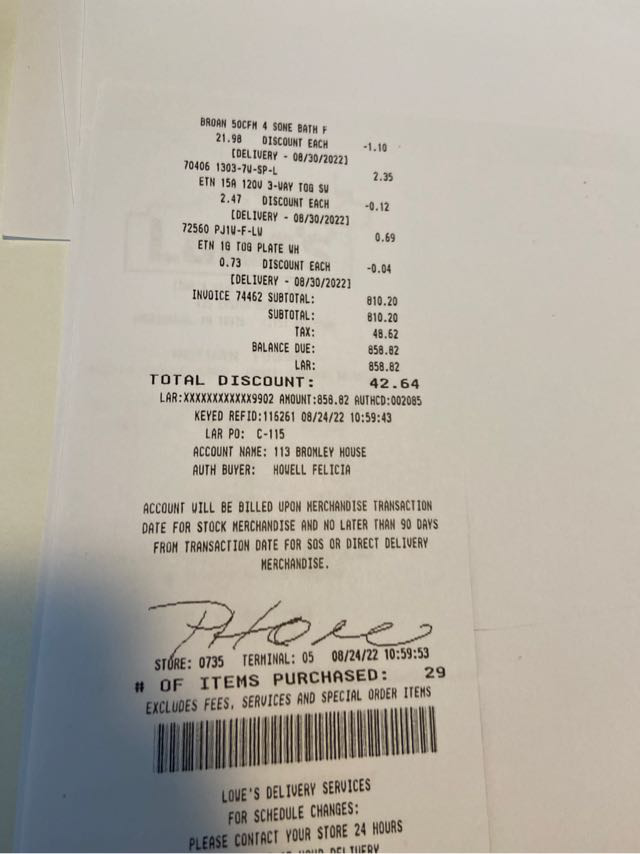 BROAN 50CFM 4 SONE BATH F
21.98 DISCOUNT EACH -1.10
[DELIVERY - 08/30/2022]
70406 1303-7W-SP-L 2.35
ETN 15A 120V 3-WAY TOG SW
2.47 DISCOUNT EACH -0.12
[DELIVERY - 08/30/2022]
72560 PJ1W-F-LW 0.69
ETN 1G TOG PLATE WH
0.73 DISCOUNT EACH -0.04
[DELIVERY - 08/30/2022]
INVOICE 74462 SUBTOTAL: 810.20
SUBTOTAL: 810.20
TAX: 48.62
BALANCE DUE: 858.82
LAR: 858.82
TOTAL DISCOUNT: 42.64
LAR:XXXXXXXXXXXX9902 AMOUNT:858.82 AUTHCD:002085
KEYED REFID:116261 08/24/22 10:59:43
LAR PO: C-115
ACCOUNT NAME: 113 BROMLEY HOUSE
AUTH BUYER: HOWELL FELICIA
ACCOUNT WILL BE BILLED UPON MERCHANDISE TRANSACTION
DATE FOR STOCK MERCHANDISE AND NO LATER THAN 90 DAYS
FROM TRANSACTION DATE FOR SOS OR DIRECT DELIVERY
MERCHANDISE.
STORE: 0735 TERMINAL: 05 08/24/22 10:59:53
# OF ITEMS PURCHASED: 29
EXCLUDES FEES, SERVICES AND SPECIAL ORDER ITEMS
LOWE'S DELIVERY SERVICES
FOR SCHEDULE CHANGES:
PLEASE CONTACT YOUR STORE 24 HOURS
DELIVERY